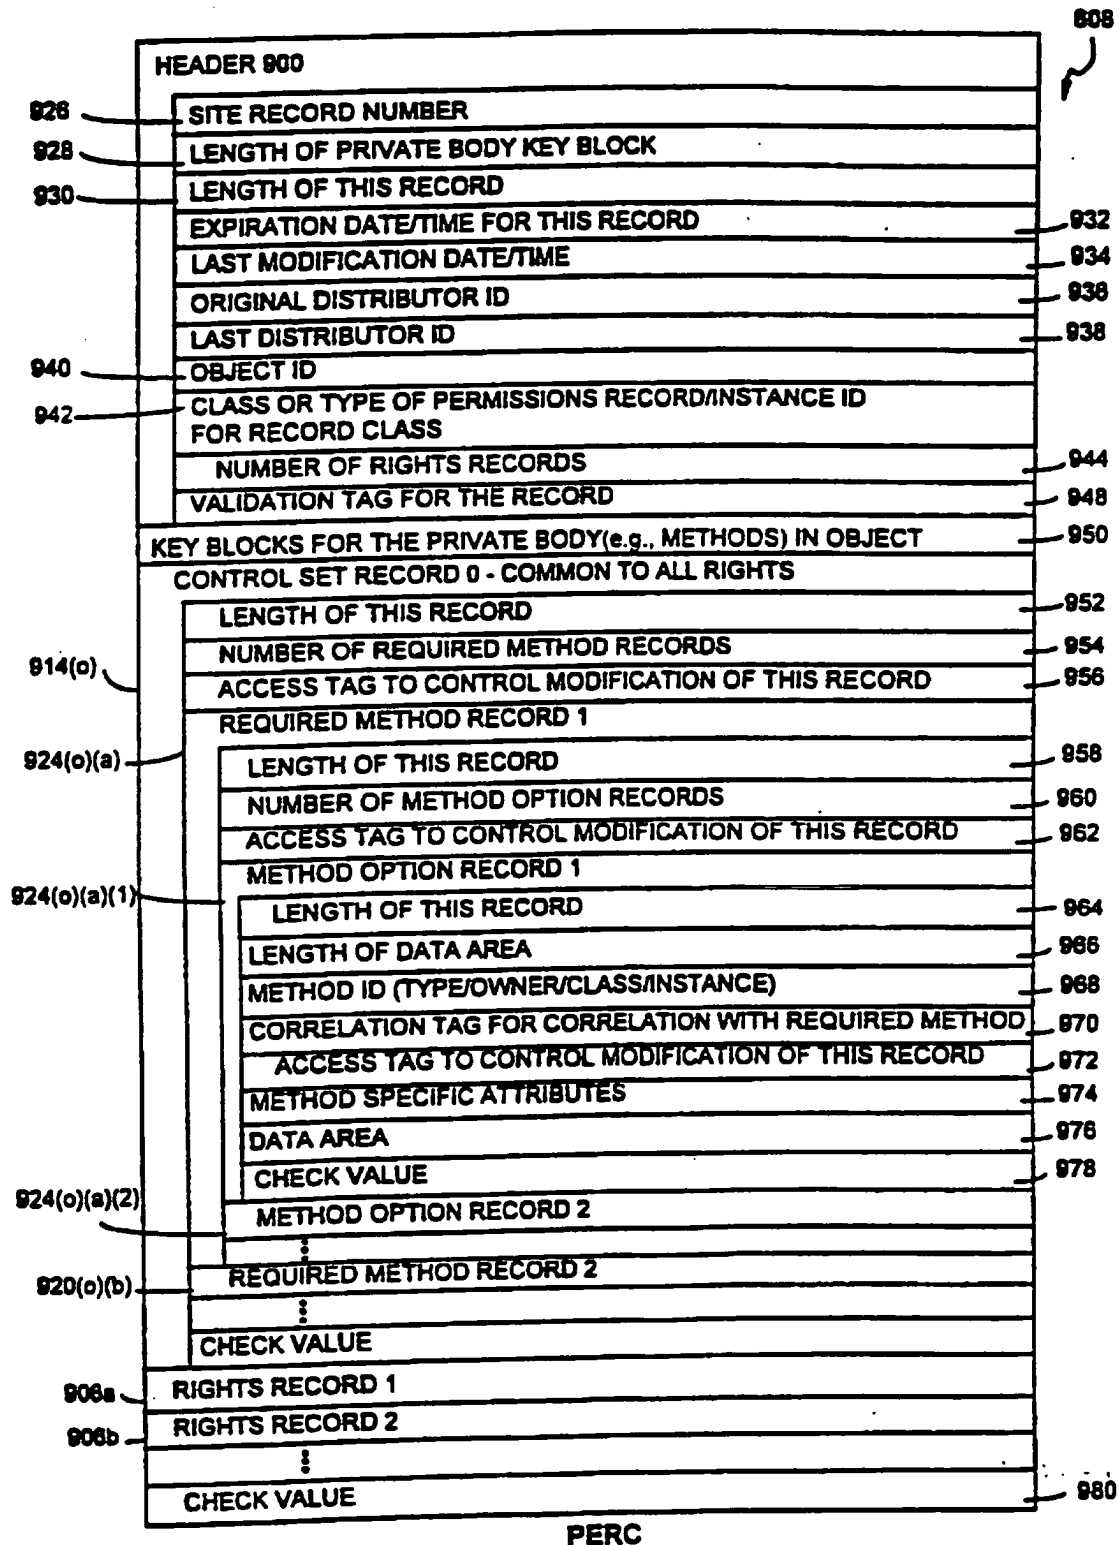 808
HEADER 900
926 SITE RECORD NUMBER
928 LENGTH OF PRIVATE BODY KEY BLOCK
930 LENGTH OF THIS RECORD
EXPIRATION DATE/TIME FOR THIS RECORD 932
LAST MODIFICATION DATE/TIME 934
ORIGINAL DISTRIBUTOR ID 936
LAST DISTRIBUTOR ID 938
940 OBJECT ID
942 CLASS OR TYPE OF PERMISSIONS RECORD/INSTANCE ID
FOR RECORD CLASS
NUMBER OF RIGHTS RECORDS 944
VALIDATION TAG FOR THE RECORD 948
KEY BLOCKS FOR THE PRIVATE BODY(e.g., METHODS) IN OBJECT 950
CONTROL SET RECORD 0 - COMMON TO ALL RIGHTS
LENGTH OF THIS RECORD 952
914(o) NUMBER OF REQUIRED METHOD RECORDS 954
ACCESS TAG TO CONTROL MODIFICATION OF THIS RECORD 956
REQUIRED METHOD RECORD 1
924(o)(a) LENGTH OF THIS RECORD 958
NUMBER OF METHOD OPTION RECORDS 960
ACCESS TAG TO CONTROL MODIFICATION OF THIS RECORD 962
METHOD OPTION RECORD 1
924(o)(a)(1) LENGTH OF THIS RECORD 964
LENGTH OF DATA AREA 966
METHOD ID (TYPE/OWNER/CLASS/INSTANCE) 968
CORRELATION TAG FOR CORRELATION WITH REQUIRED METHOD 970
ACCESS TAG TO CONTROL MODIFICATION OF THIS RECORD 972
METHOD SPECIFIC ATTRIBUTES 974
DATA AREA 976
CHECK VALUE 978
924(o)(a)(2) METHOD OPTION RECORD 2
920(o)(b) REQUIRED METHOD RECORD 2
CHECK VALUE
906a RIGHTS RECORD 1
906b RIGHTS RECORD 2
CHECK VALUE 980
PERC